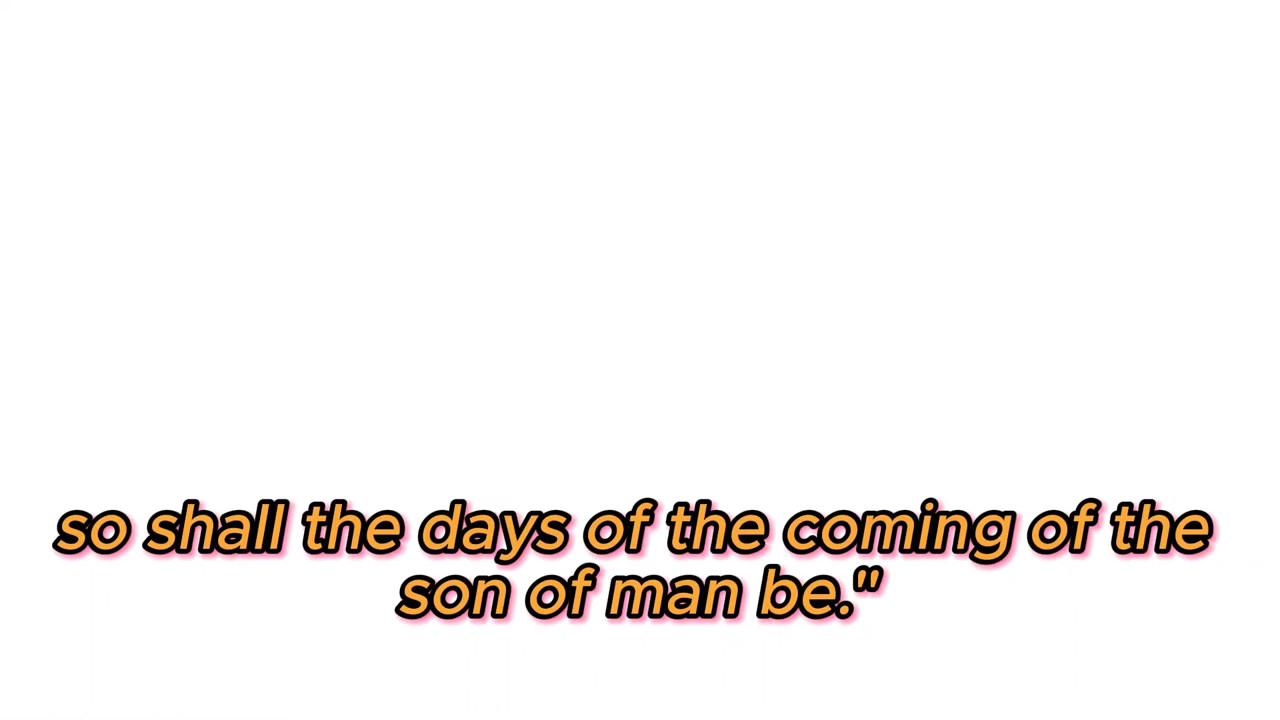 so shall the days of the coming of the
son of man be."